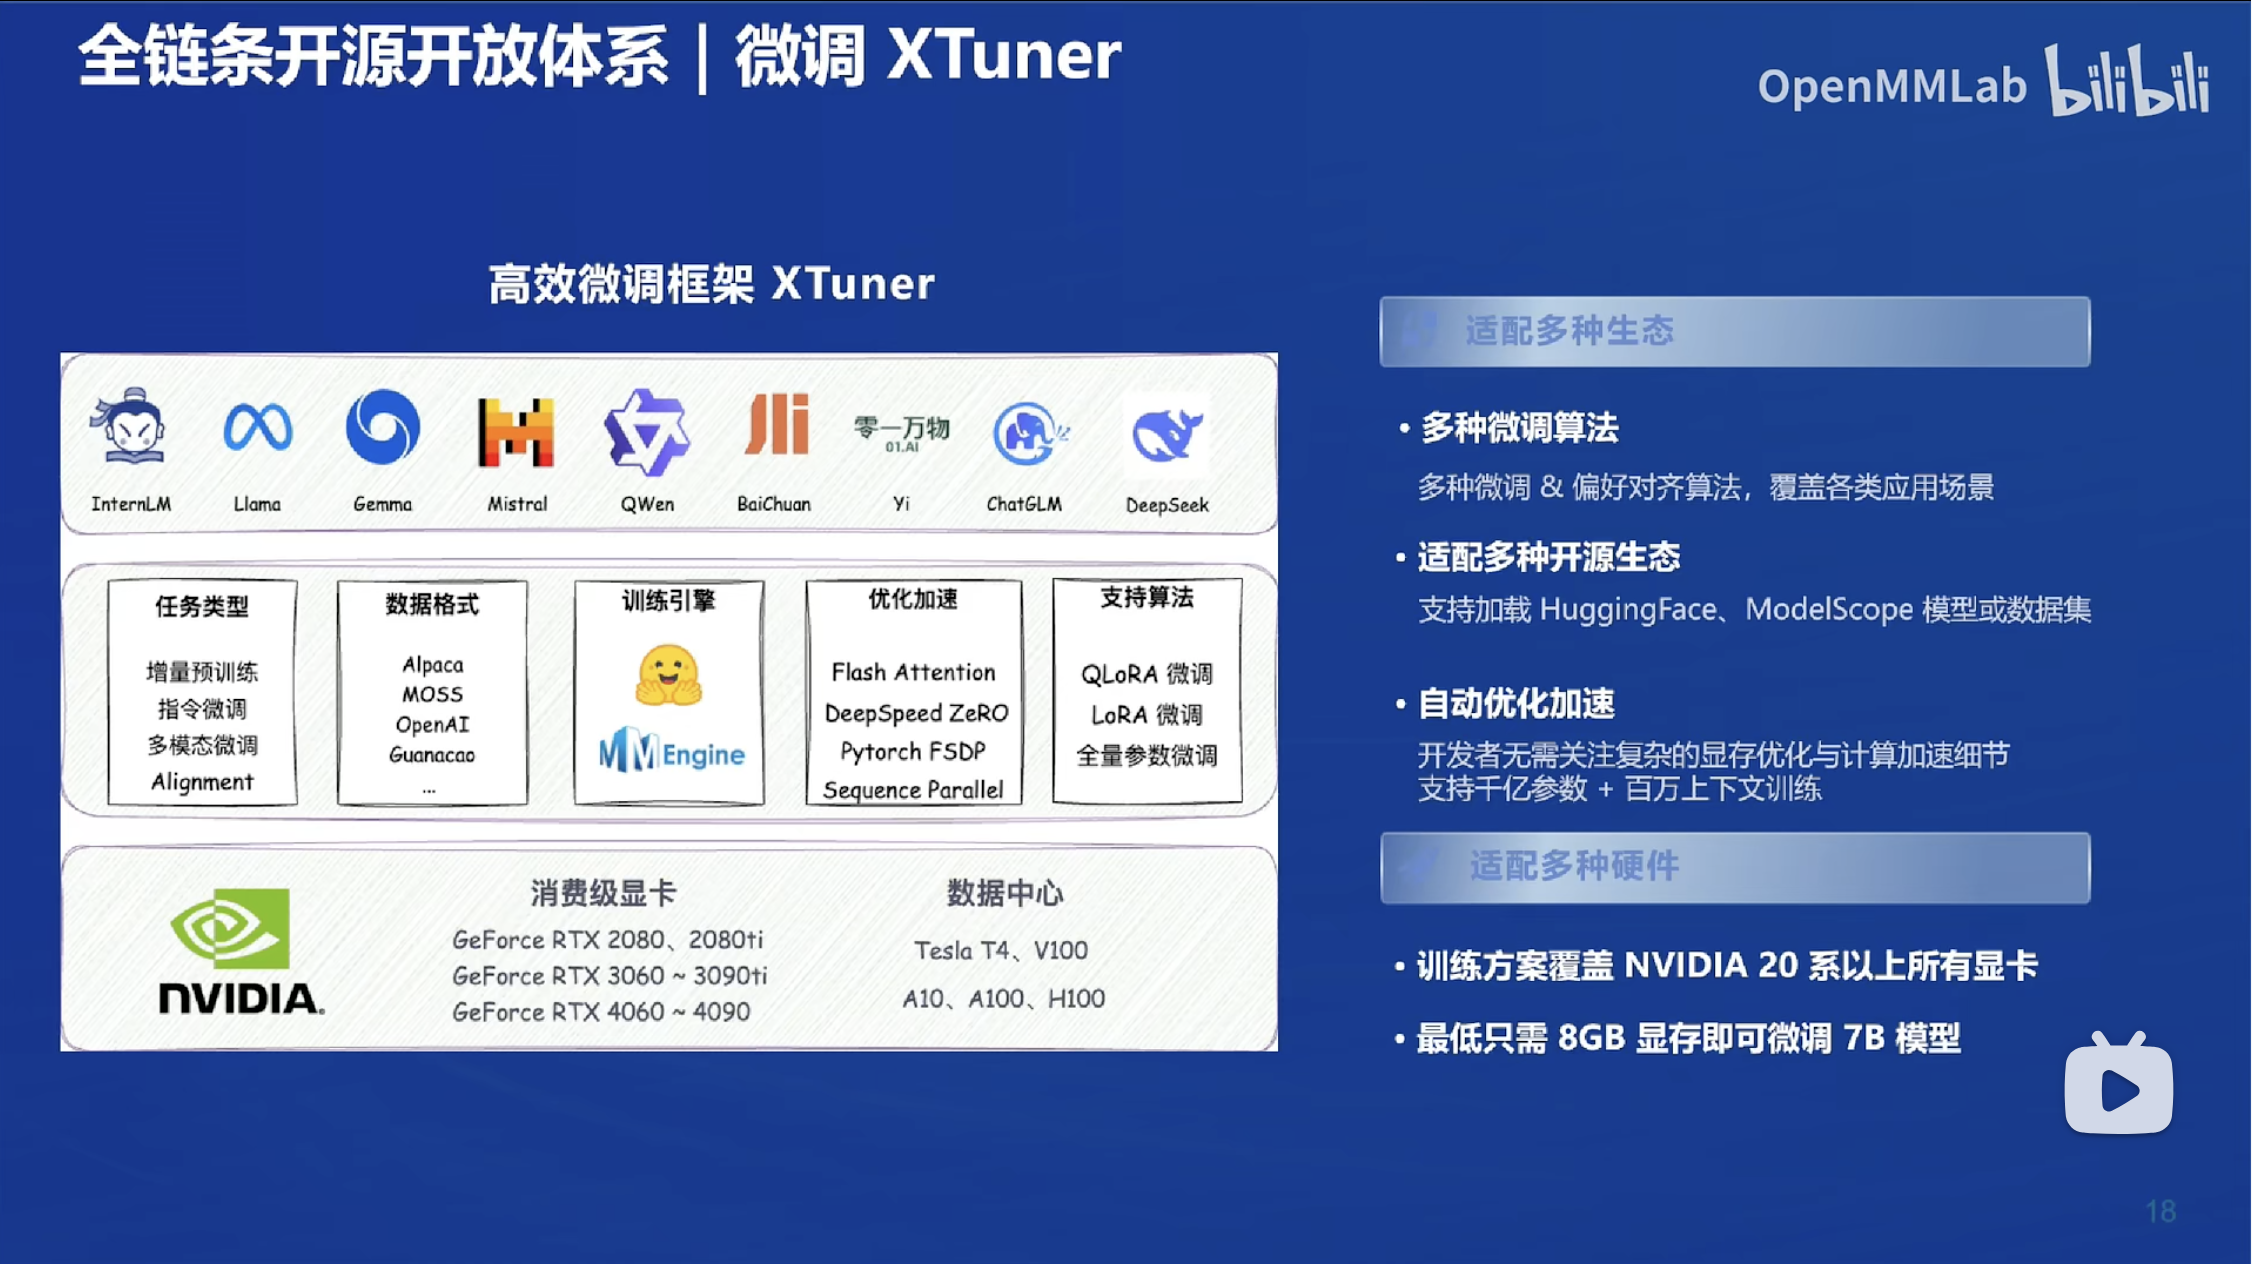 全链条开源开放体系 | 微调 XTuner
OpenMMLab bilibili
高效微调框架 XTuner
零一万物
01.AI
InternLM
Llama
Gemma
Mistral
QWen
BaiChuan
Yi
ChatGLM
DeepSeek
任务类型
增量预训练
指令微调
多模态微调
Alignment
数据格式
Alpaca
MOSS
OpenAI
Guanacao
...
训练引擎
MMEngine
优化加速
Flash Attention
DeepSpeed ZeRO
Pytorch FSDP
Sequence Parallel
支持算法
QLoRA 微调
LoRA 微调
全量参数微调
NVIDIA.
消费级显卡
GeForce RTX 2080、2080ti
GeForce RTX 3060 ~ 3090ti
GeForce RTX 4060 ~ 4090
数据中心
Tesla T4、V100
A10、A100、H100
适配多种生态
• 多种微调算法
多种微调 & 偏好对齐算法，覆盖各类应用场景
• 适配多种开源生态
支持加载 HuggingFace、ModelScope 模型或数据集
• 自动优化加速
开发者无需关注复杂的显存优化与计算加速细节
支持千亿参数 + 百万上下文训练
适配多种硬件
• 训练方案覆盖 NVIDIA 20 系以上所有显卡
• 最低只需 8GB 显存即可微调 7B 模型
18